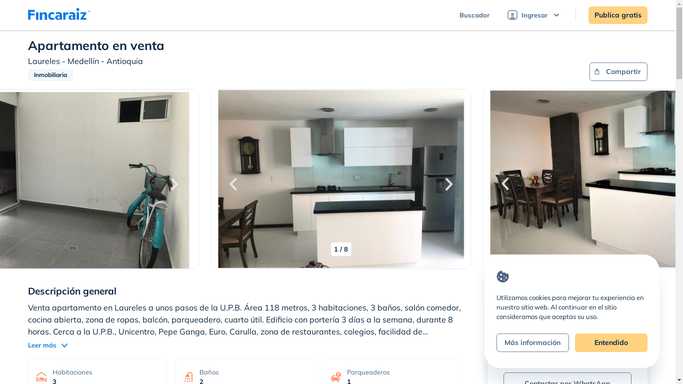 Fincaraiz
Buscador
Ingresar
Publica gratis
Apartamento en venta
Laureles - Medellín - Antioquia
Inmobiliaria
Compartir
1 / 8
Descripción general
Venta apartamento en Laureles a unos pasos de la U.P.B. Área 118 metros, 3 habitaciones, 3 baños, salón comedor,
cocina abierta, zona de ropas, balcón, parqueadero, cuarto útil. Edificio con portería 3 días a la semana, durante 8
horas. Cerca a la U.P.B., Unicentro, Pepe Ganga, Euro, Carulla, zona de restaurantes, colegios, facilidad de...
Leer más
Habitaciones
3
Baños
2
Parqueaderos
1
Utilizamos cookies para mejorar tu experiencia en
nuestro sitio web. Al continuar en el sitio
consideramos que aceptas su uso.
Más información
Entendido
Contactar por WhatsApp